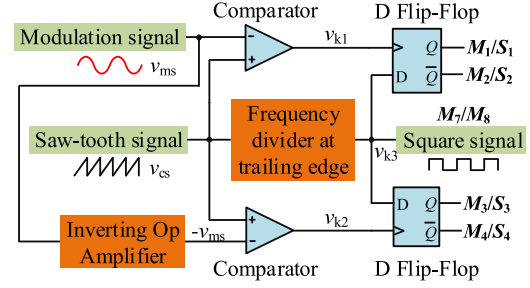 Comparator D Flip-Flop
Modulation signal
v_ms
− + v_k1
> Q M₁/S₁
D Q̅ M₂/S₂
Saw-tooth signal
v_cs
Frequency
divider at
trailing edge
v_k3
M₇/M₈
Square signal
Inverting Op
Amplifier
-v_ms
+ − v_k2
D Q M₃/S₃
> Q̅ M₄/S₄
Comparator D Flip-Flop